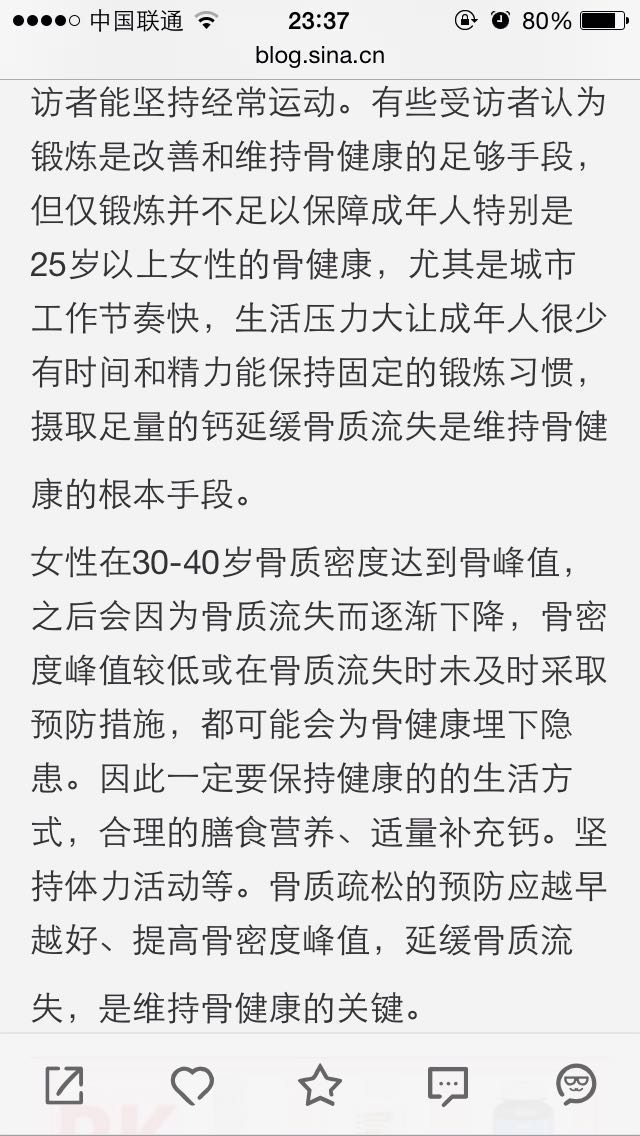 中国联通 23:37 80%
blog.sina.cn
访者能坚持经常运动。有些受访者认为
锻炼是改善和维持骨健康的足够手段，
但仅锻炼并不足以保障成年人特别是
25岁以上女性的骨健康，尤其是城市
工作节奏快，生活压力大让成年人很少
有时间和精力能保持固定的锻炼习惯，
摄取足量的钙延缓骨质流失是维持骨健
康的根本手段。
女性在30-40岁骨质密度达到骨峰值，
之后会因为骨质流失而逐渐下降，骨密
度峰值较低或在骨质流失时未及时采取
预防措施，都可能会为骨健康埋下隐
患。因此一定要保持健康的的生活方
式，合理的膳食营养、适量补充钙。坚
持体力活动等。骨质疏松的预防应越早
越好、提高骨密度峰值，延缓骨质流
失，是维持骨健康的关键。